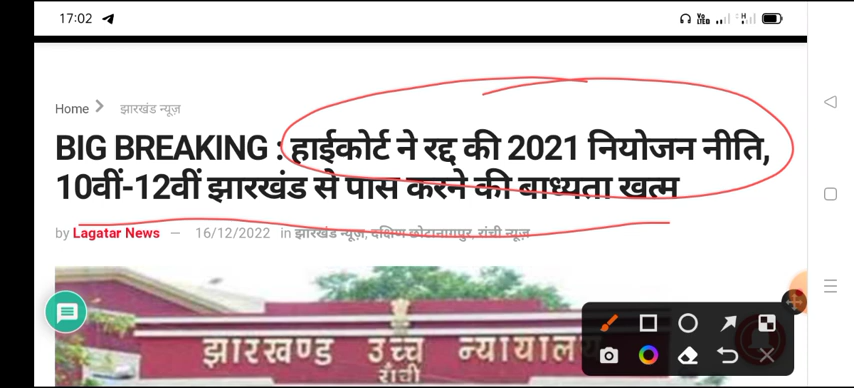 17:02
Home > झारखंड न्यूज़
BIG BREAKING : हाईकोर्ट ने रद्द की 2021 नियोजन नीति,
10वीं-12वीं झारखंड से पास करने की बाध्यता खत्म
by Lagatar News — 16/12/2022 in झारखंड न्यूज़, दक्षिण छोटानागपुर, रांची न्यूज़
झारखण्ड उच्च न्यायाल
राँची